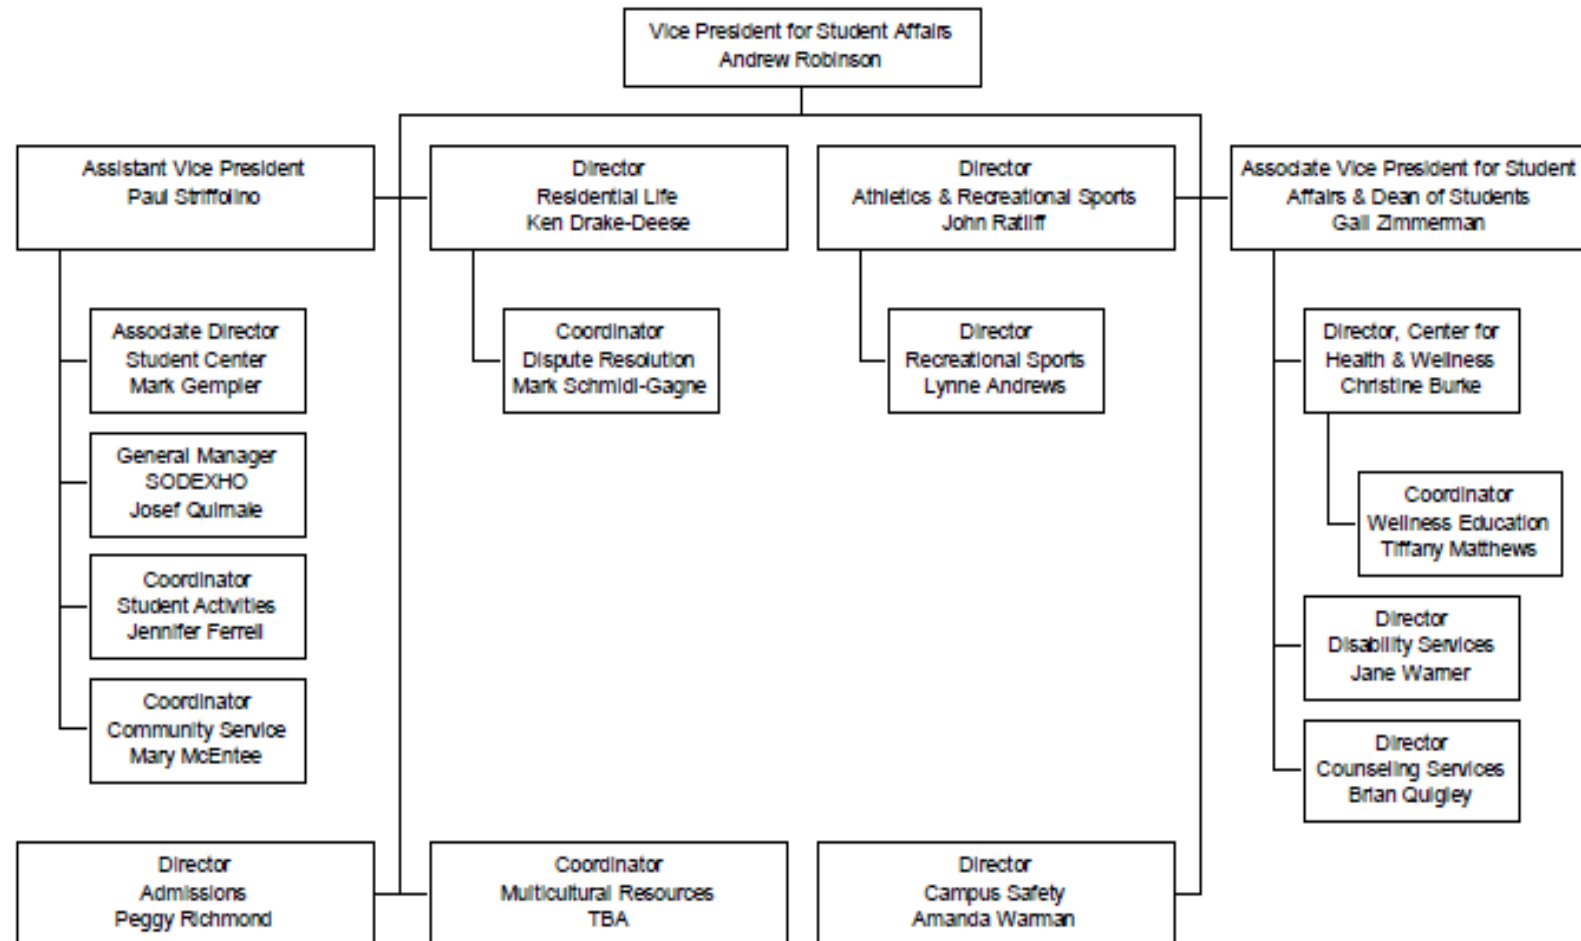 Vice President for Student Affairs
Andrew Robinson
Assistant Vice President
Paul Striffolino
Director
Residential Life
Ken Drake-Deese
Director
Athletics & Recreational Sports
John Ratliff
Associate Vice President for Student
Affairs & Dean of Students
Gail Zimmerman
Associate Director
Student Center
Mark Gempler
General Manager
SODEXHO
Josef Quirnale
Coordinator
Student Activities
Jennifer Ferrell
Coordinator
Community Service
Mary McEntee
Coordinator
Dispute Resolution
Mark Schmidl-Gagne
Director
Recreational Sports
Lynne Andrews
Director, Center for
Health & Wellness
Christine Burke
Coordinator
Wellness Education
Tiffany Matthews
Director
Disability Services
Jane Warner
Director
Counseling Services
Brian Quigley
Director
Admissions
Peggy Richmond
Coordinator
Multicultural Resources
TBA
Director
Campus Safety
Amanda Warman